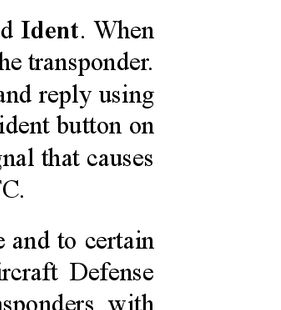 d Ident. When
he transponder.
and reply using
ident button on
gnal that causes
C.
e and to certain
ircraft Defense
nsponders with